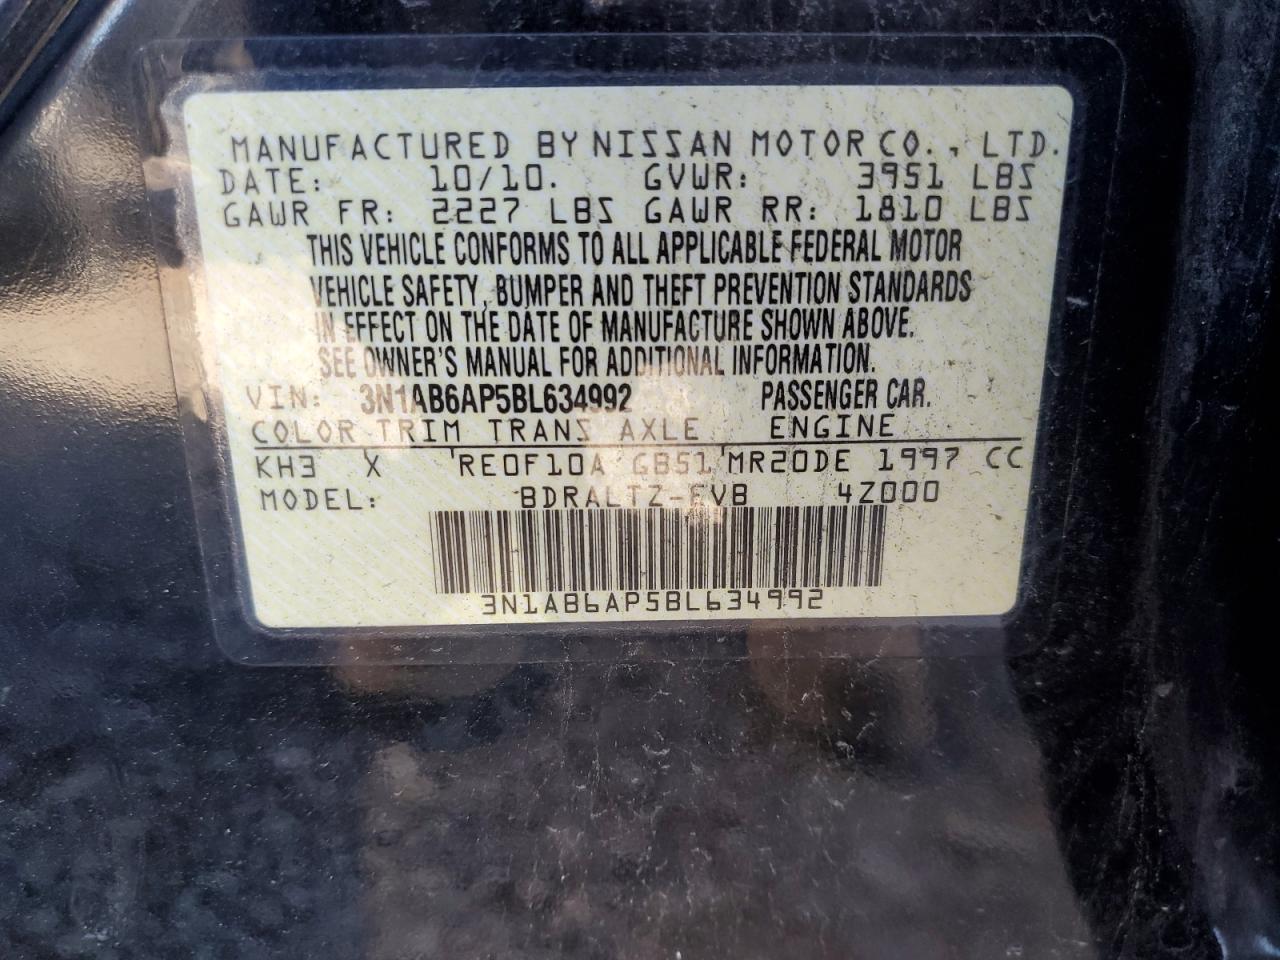 MANUFACTURED BY NISSAN MOTOR CO., LTD.
DATE: 10/10. GVWR: 3951 LBS
GAWR FR: 2227 LBS GAWR RR: 1810 LBS
THIS VEHICLE CONFORMS TO ALL APPLICABLE FEDERAL MOTOR
VEHICLE SAFETY, BUMPER AND THEFT PREVENTION STANDARDS
IN EFFECT ON THE DATE OF MANUFACTURE SHOWN ABOVE.
SEE OWNER'S MANUAL FOR ADDITIONAL INFORMATION.
VIN: 3N1AB6AP5BL634992 PASSENGER CAR.
COLOR TRIM TRANS AXLE ENGINE
KH3 X RE0F10A GB51 MR20DE 1997 CC
MODEL: BDRALTZ-EVB 4Z000
3N1AB6AP5BL634992